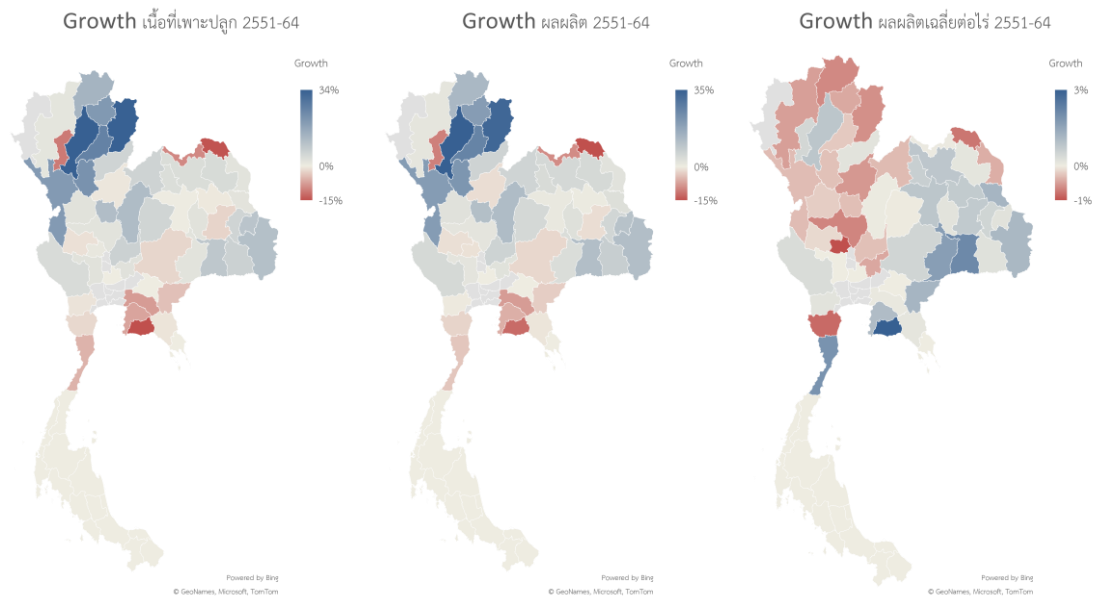 Growth เนื้อที่เพาะปลูก 2551-64
Growth
34%
0%
-15%
Powered by Bing
© GeoNames, Microsoft, TomTom
Growth ผลผลิต 2551-64
Growth
35%
0%
-15%
Powered by Bing
© GeoNames, Microsoft, TomTom
Growth ผลผลิตเฉลี่ยต่อไร่ 2551-64
Growth
3%
0%
-1%
Powered by Bing
© GeoNames, Microsoft, TomTom